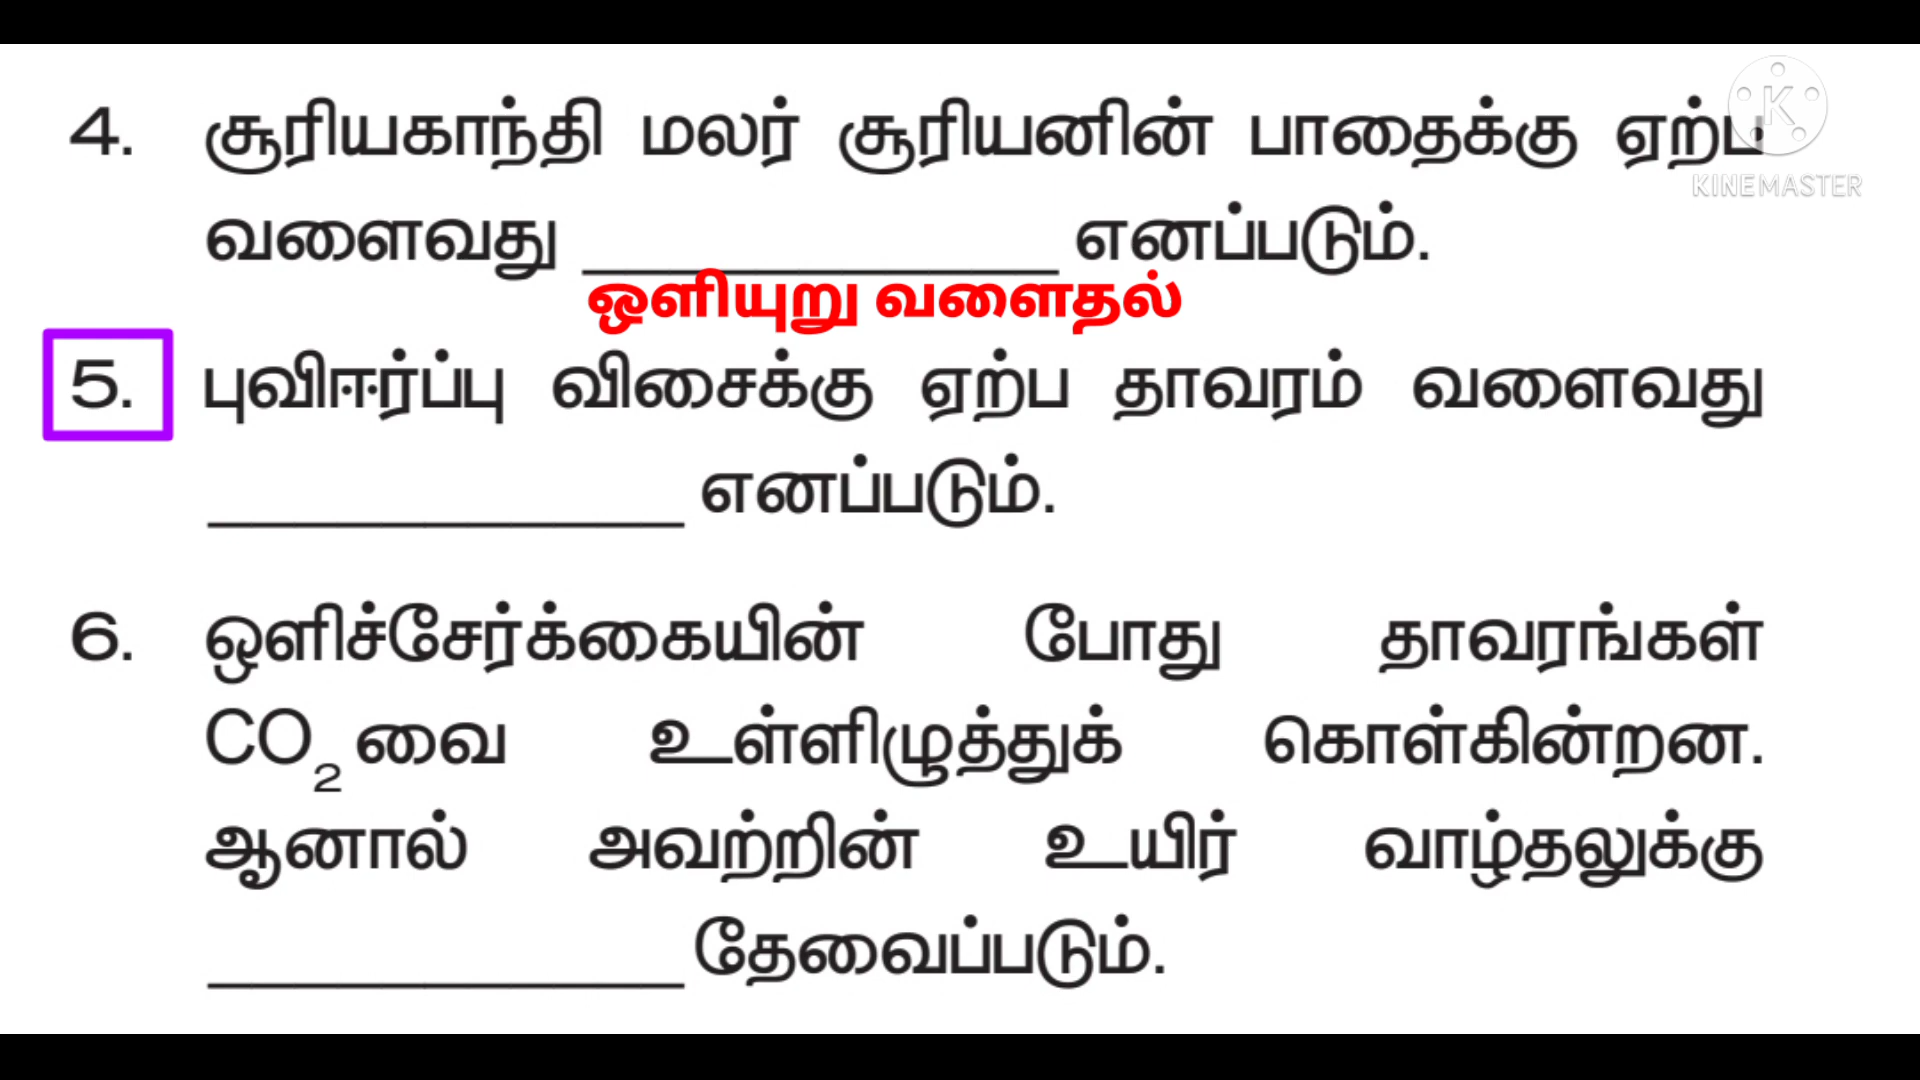 4. சூரியகாந்தி மலர் சூரியனின் பாதைக்கு ஏற்ப
வளைவது ______________ எனப்படும்.
ஒளியுறு வளைதல்
5. புவிஈர்ப்பு விசைக்கு ஏற்ப தாவரம் வளைவது
______________ எனப்படும்.
6. ஒளிச்சேர்க்கையின் போது தாவரங்கள்
CO2 வை உள்ளிழுத்துக் கொள்கின்றன.
ஆனால் அவற்றின் உயிர் வாழ்தலுக்கு
______________ தேவைப்படும்.
K
KINEMASTER